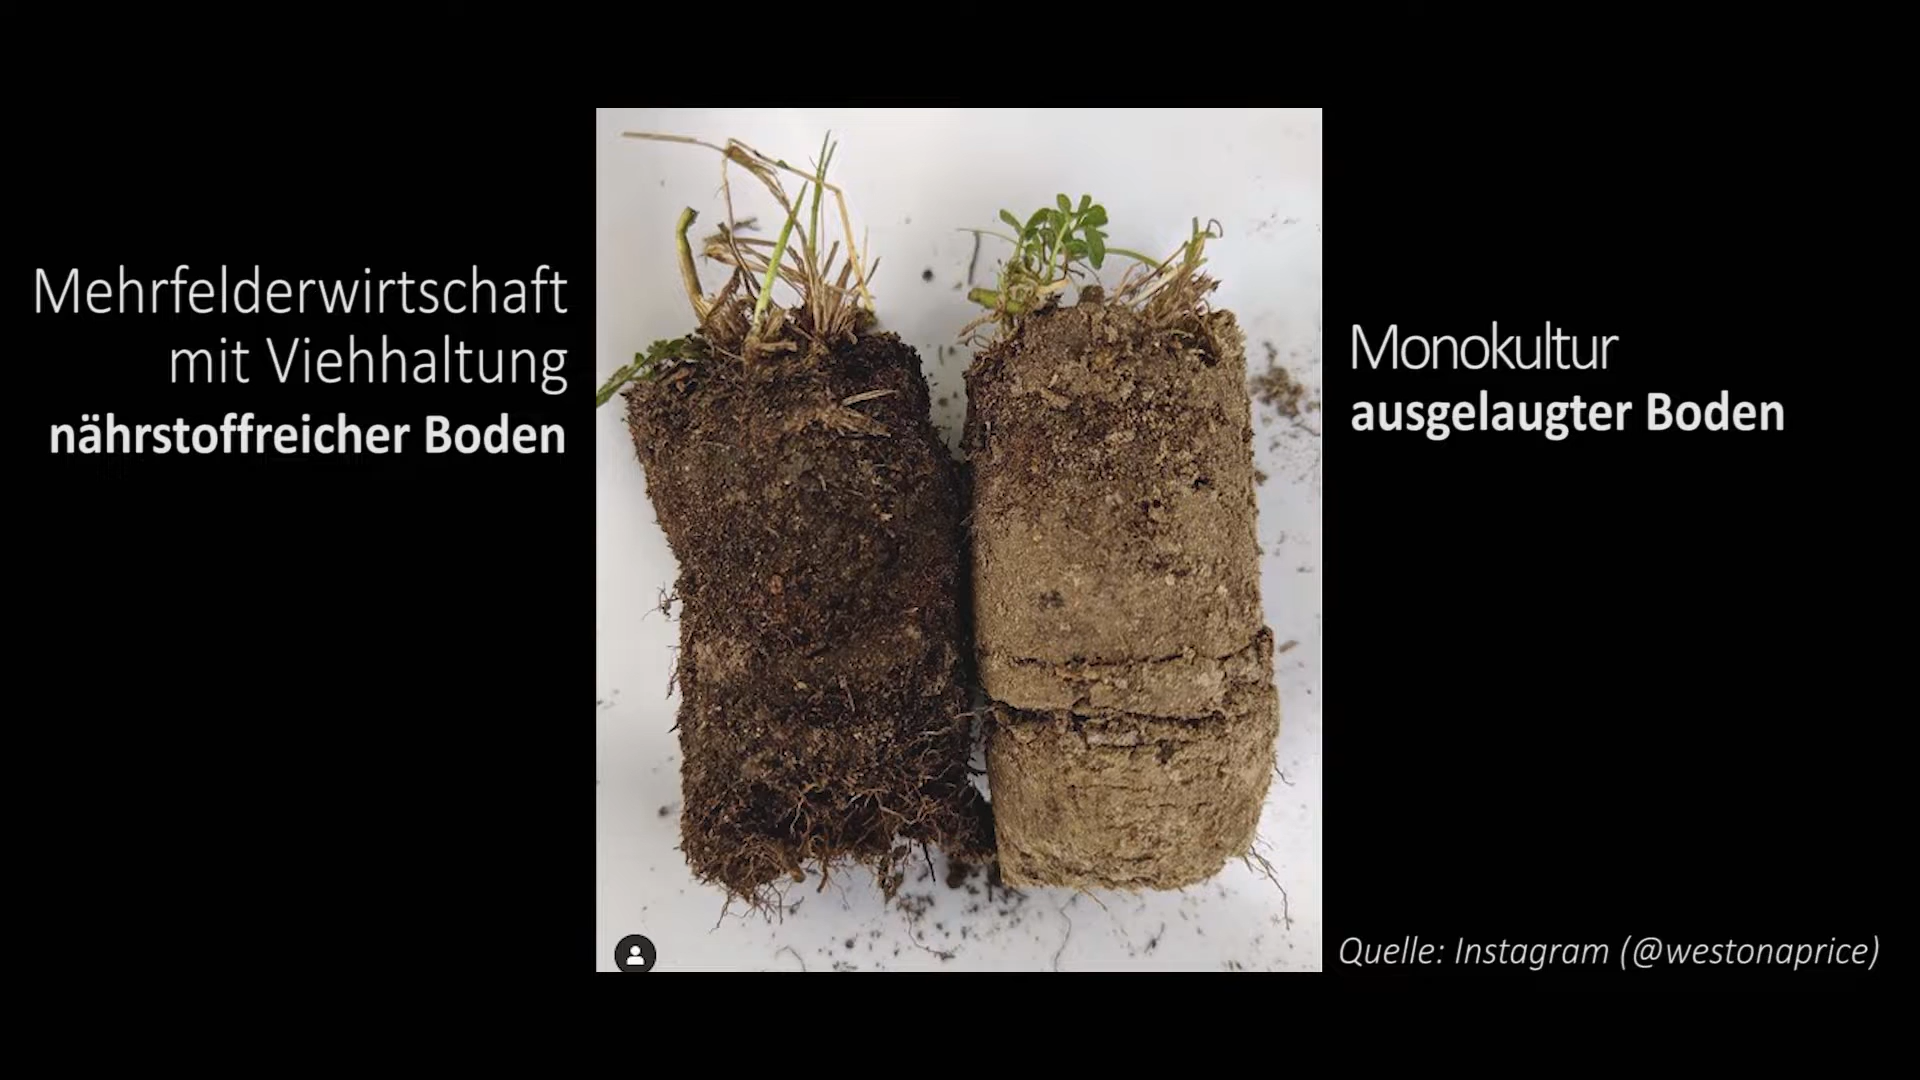 Mehrfelderwirtschaft
mit Viehhaltung
nährstoffreicher Boden
Monokultur
ausgelaugter Boden
Quelle: Instagram (@westonaprice)